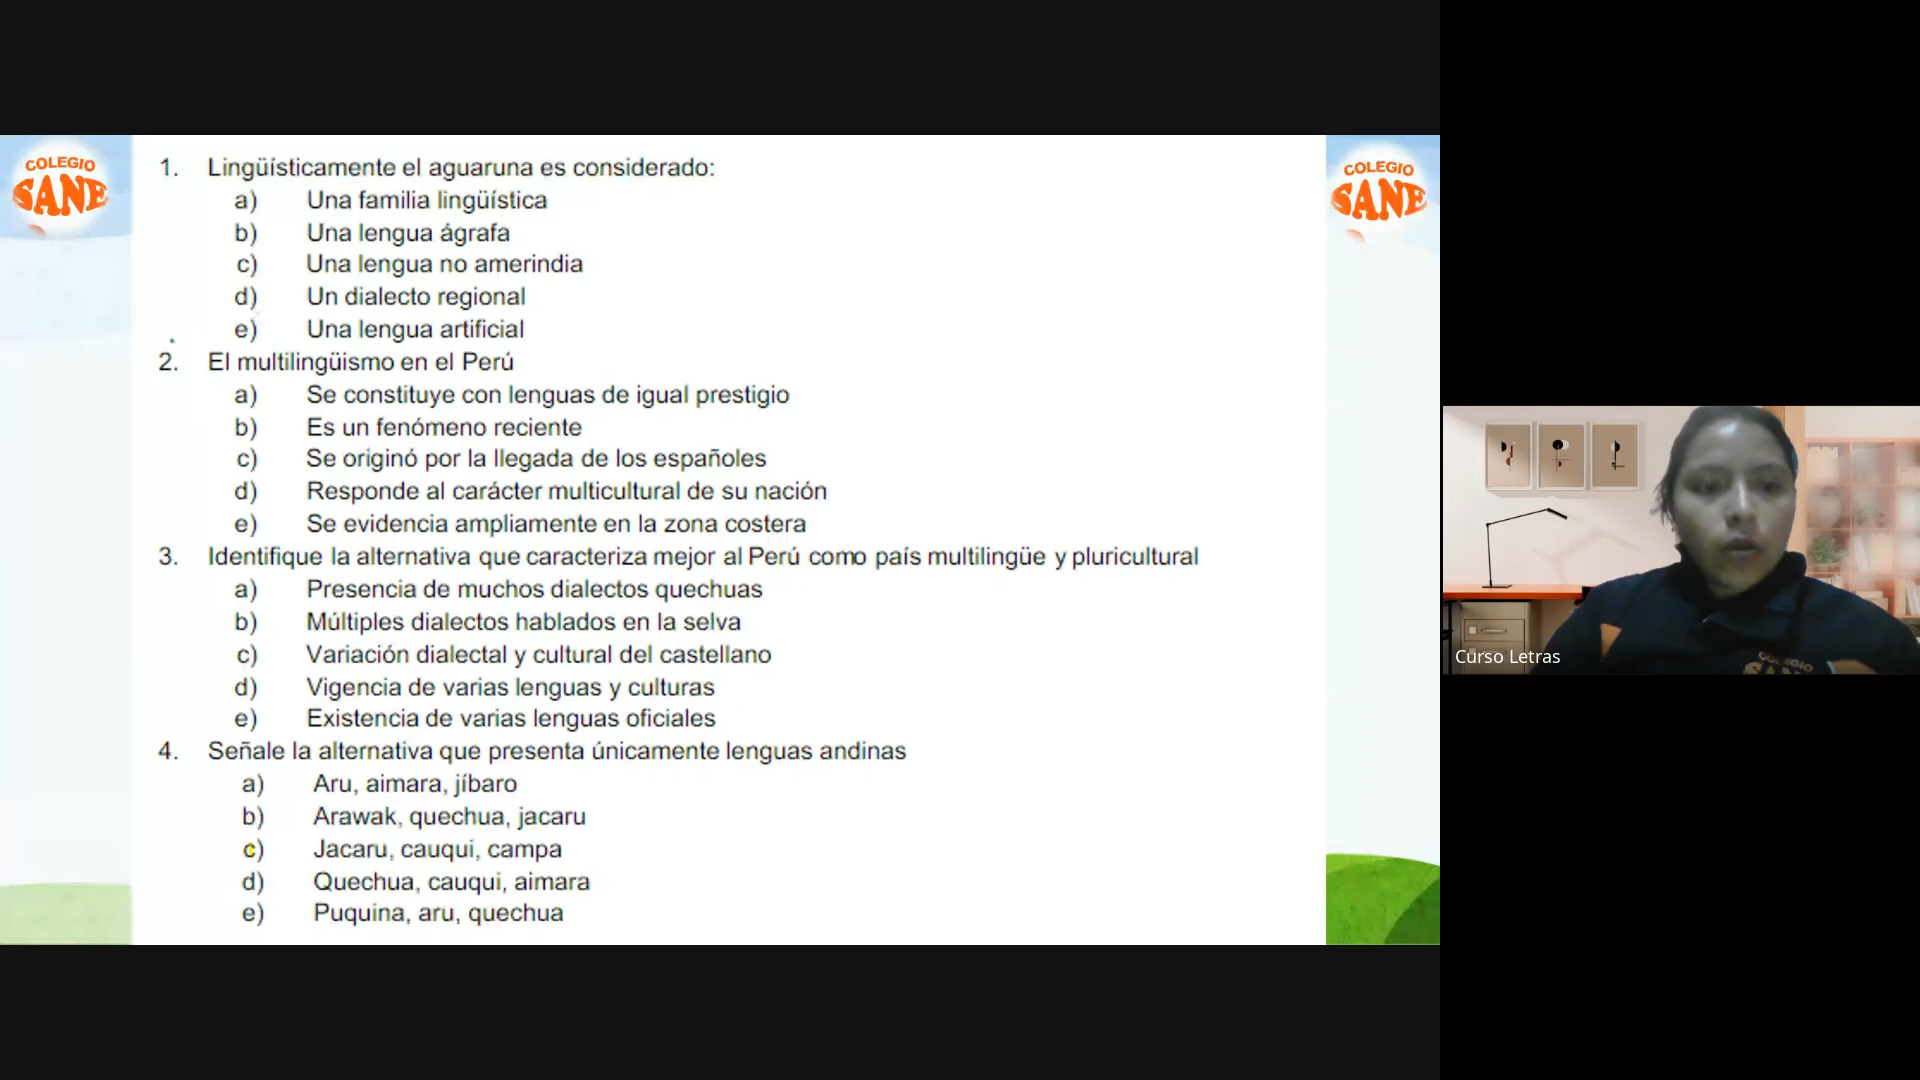 COLEGIO
SANE
COLEGIO
SANE
1. Lingüísticamente el aguaruna es considerado:
a) Una familia lingüística
b) Una lengua ágrafa
c) Una lengua no amerindia
d) Un dialecto regional
e) Una lengua artificial
2. El multilingüismo en el Perú
a) Se constituye con lenguas de igual prestigio
b) Es un fenómeno reciente
c) Se originó por la llegada de los españoles
d) Responde al carácter multicultural de su nación
e) Se evidencia ampliamente en la zona costera
3. Identifique la alternativa que caracteriza mejor al Perú como país multilingüe y pluricultural
a) Presencia de muchos dialectos quechuas
b) Múltiples dialectos hablados en la selva
c) Variación dialectal y cultural del castellano
d) Vigencia de varias lenguas y culturas
e) Existencia de varias lenguas oficiales
4. Señale la alternativa que presenta únicamente lenguas andinas
a) Aru, aimara, jíbaro
b) Arawak, quechua, jacaru
c) Jacaru, cauqui, campa
d) Quechua, cauqui, aimara
e) Puquina, aru, quechua
Curso Letras
COLEGIO
SANE